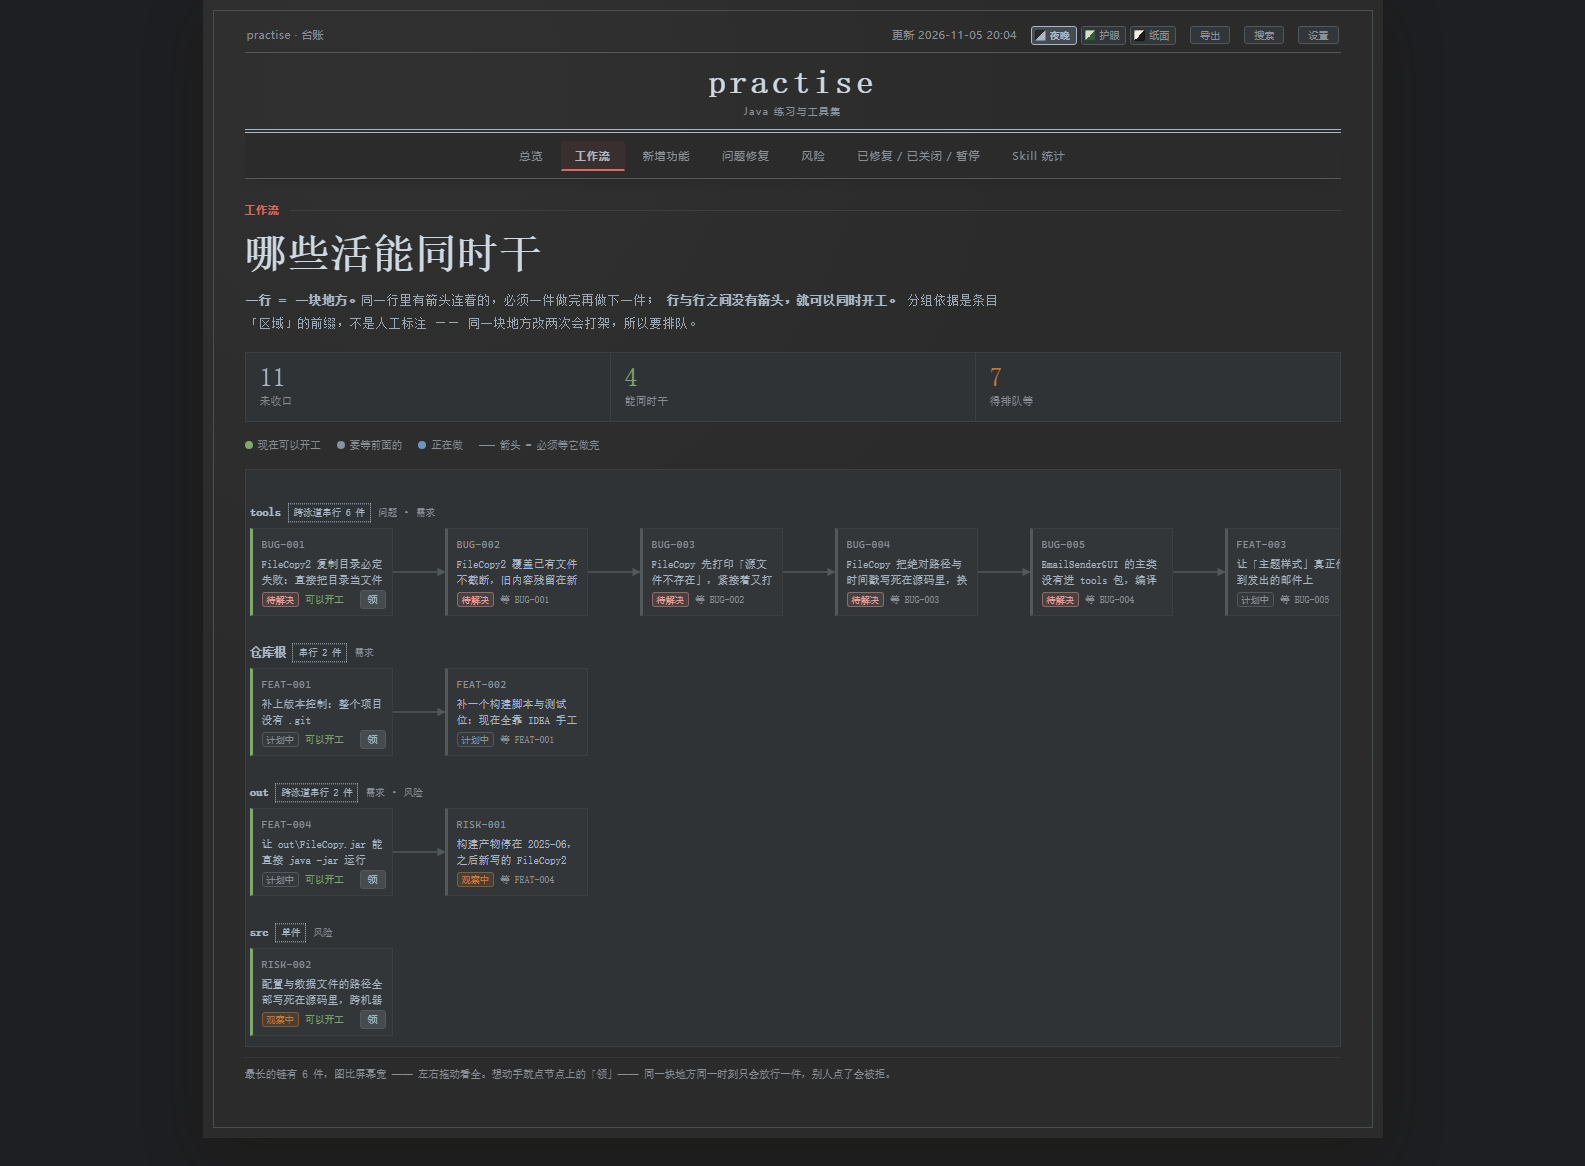 practise · 台账
更新 2026-11-05 20:04
夜晚
护眼
纸面
导出
搜索
设置
practise
Java 练习与工具集
总览
工作流
新增功能
问题修复
风险
已修复 / 已关闭 / 暂停
Skill 统计
工作流
哪些活能同时干
一行 = 一块地方。同一行里有箭头连着的，必须一件做完再做下一件； 行与行之间没有箭头，就可以同时开工。 分组依据是条目
「区域」的前缀，不是人工标注 —— 同一块地方改两次会打架，所以要排队。
11
未收口
4
能同时干
7
得排队等
现在可以开工
要等前面的
正在做
箭头 = 必须等它做完
tools 跨泳道串行 6 件 问题 · 需求
BUG-001
FileCopy2 复制目录必定
失败：直接把目录当文件
待解决 可以开工 领
BUG-002
FileCopy2 覆盖已有文件
不截断，旧内容残留在新
待解决 等 BUG-001
BUG-003
FileCopy 先打印「源文
件不存在」，紧接着又打
待解决 等 BUG-002
BUG-004
FileCopy 把绝对路径与
时间戳写死在源码里，换
待解决 等 BUG-003
BUG-005
EmailSenderGUI 的主类
没有进 tools 包，编译
待解决 等 BUG-004
FEAT-003
让「主题样式」真正
到发出的邮件上
计划中 等 BUG-005
仓库根 串行 2 件 需求
FEAT-001
补上版本控制：整个项目
没有 .git
计划中 可以开工 领
FEAT-002
补一个构建脚本与测试
位：现在全靠 IDEA 手工
计划中 等 FEAT-001
out 跨泳道串行 2 件 需求 · 风险
FEAT-004
让 out\FileCopy.jar 能
直接 java -jar 运行
计划中 可以开工 领
RISK-001
构建产物停在 2025-06，
之后新写的 FileCopy2
观察中 等 FEAT-004
src 单件 风险
RISK-002
配置与数据文件的路径全
部写死在源码里，跨机器
观察中 可以开工 领
最长的链有 6 件，图比屏幕宽 —— 左右拖动看全。想动手就点节点上的「领」—— 同一块地方同一时刻只会放行一件，别人点了会被拒。